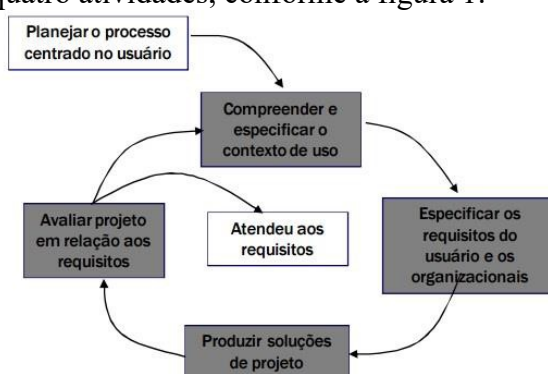 quatro atividades, conforme a figura 1.
Planejar o processo
centrado no usuário
Compreender e
especificar o
contexto de uso
Avaliar projeto
em relação aos
requisitos
Atendeu aos
requisitos
Especificar os
requisitos do
usuário e os
organizacionais
Produzir soluções
de projeto